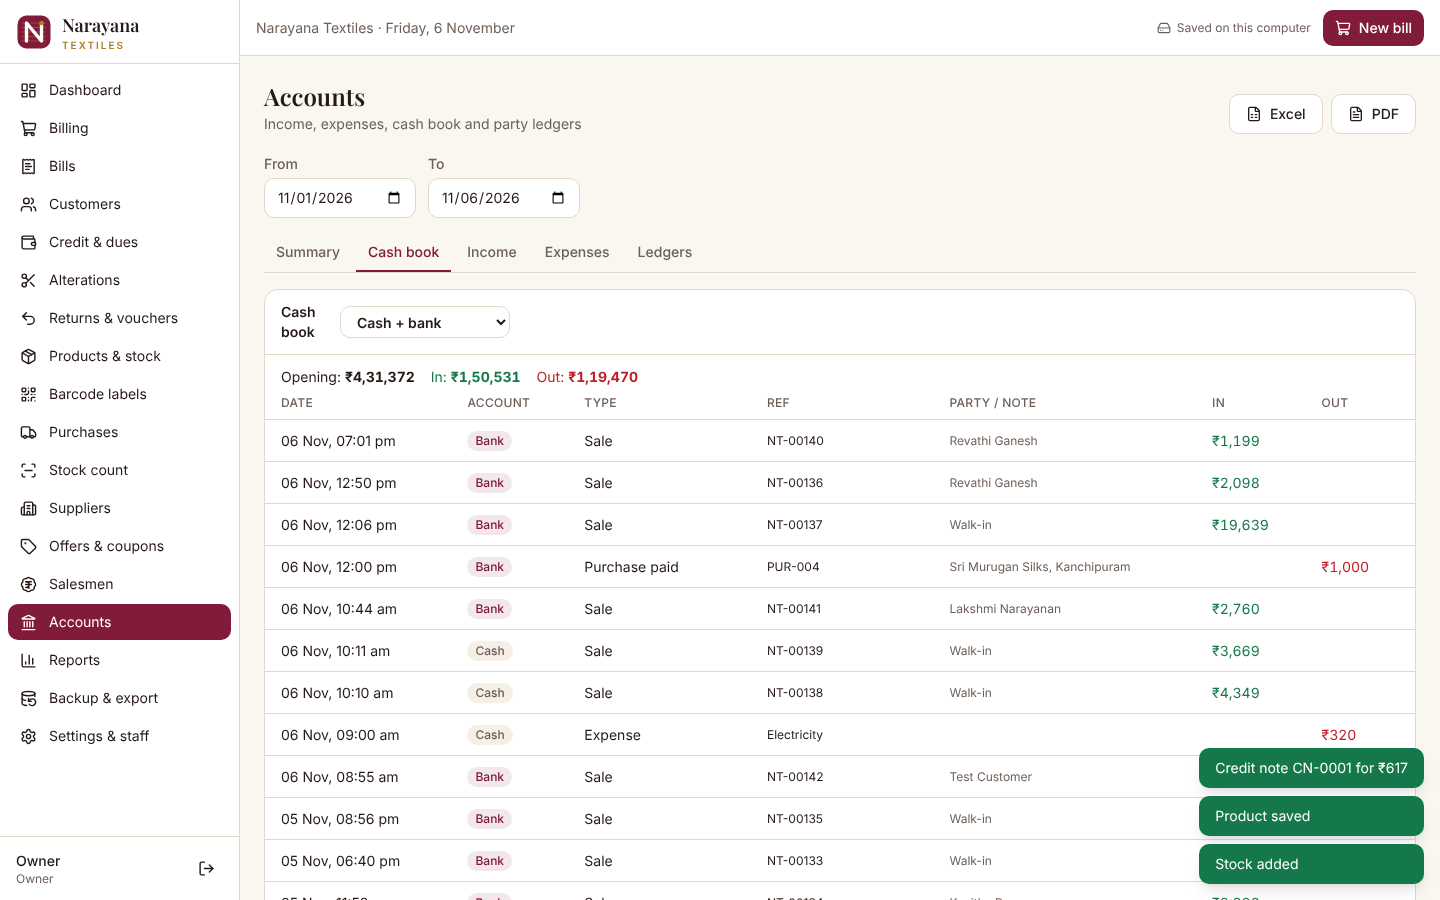 Narayana
TEXTILES
Narayana Textiles · Friday, 6 November
Saved on this computer
New bill
Dashboard
Billing
Bills
Customers
Credit & dues
Alterations
Returns & vouchers
Products & stock
Barcode labels
Purchases
Stock count
Suppliers
Offers & coupons
Salesmen
Accounts
Reports
Backup & export
Settings & staff
Owner
Owner
Accounts
Income, expenses, cash book and party ledgers
Excel
PDF
From
To
11/01/2026
11/06/2026
Summary Cash book Income Expenses Ledgers
Cash book
Cash + bank
Opening: ₹4,31,372 In: ₹1,50,531 Out: ₹1,19,470
DATE ACCOUNT TYPE REF PARTY / NOTE IN OUT
06 Nov, 07:01 pm Bank Sale NT-00140 Revathi Ganesh ₹1,199
06 Nov, 12:50 pm Bank Sale NT-00136 Revathi Ganesh ₹2,098
06 Nov, 12:06 pm Bank Sale NT-00137 Walk-in ₹19,639
06 Nov, 12:00 pm Bank Purchase paid PUR-004 Sri Murugan Silks, Kanchipuram ₹1,000
06 Nov, 10:44 am Bank Sale NT-00141 Lakshmi Narayanan ₹2,760
06 Nov, 10:11 am Cash Sale NT-00139 Walk-in ₹3,669
06 Nov, 10:10 am Cash Sale NT-00138 Walk-in ₹4,349
06 Nov, 09:00 am Cash Expense Electricity ₹320
06 Nov, 08:55 am Bank Sale NT-00142 Test Customer
05 Nov, 08:56 pm Bank Sale NT-00135 Walk-in
05 Nov, 06:40 pm Bank Sale NT-00133 Walk-in
Credit note CN-0001 for ₹617
Product saved
Stock added